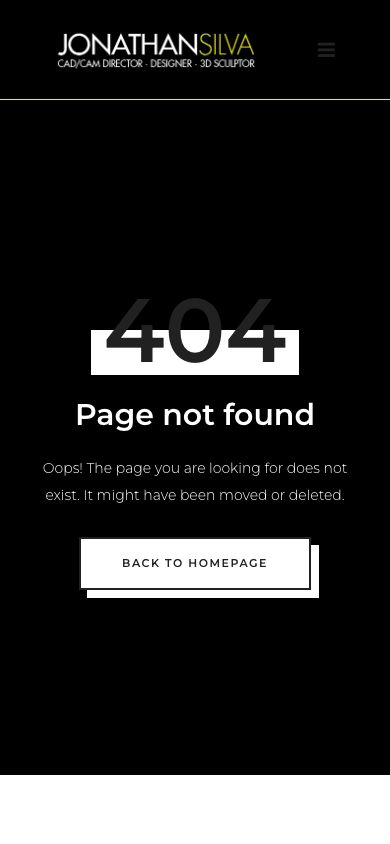 JONATHANSILVA
CAD/CAM DIRECTOR · DESIGNER · 3D SCULPTOR
404
Page not found
Oops! The page you are looking for does not
exist. It might have been moved or deleted.
BACK TO HOMEPAGE